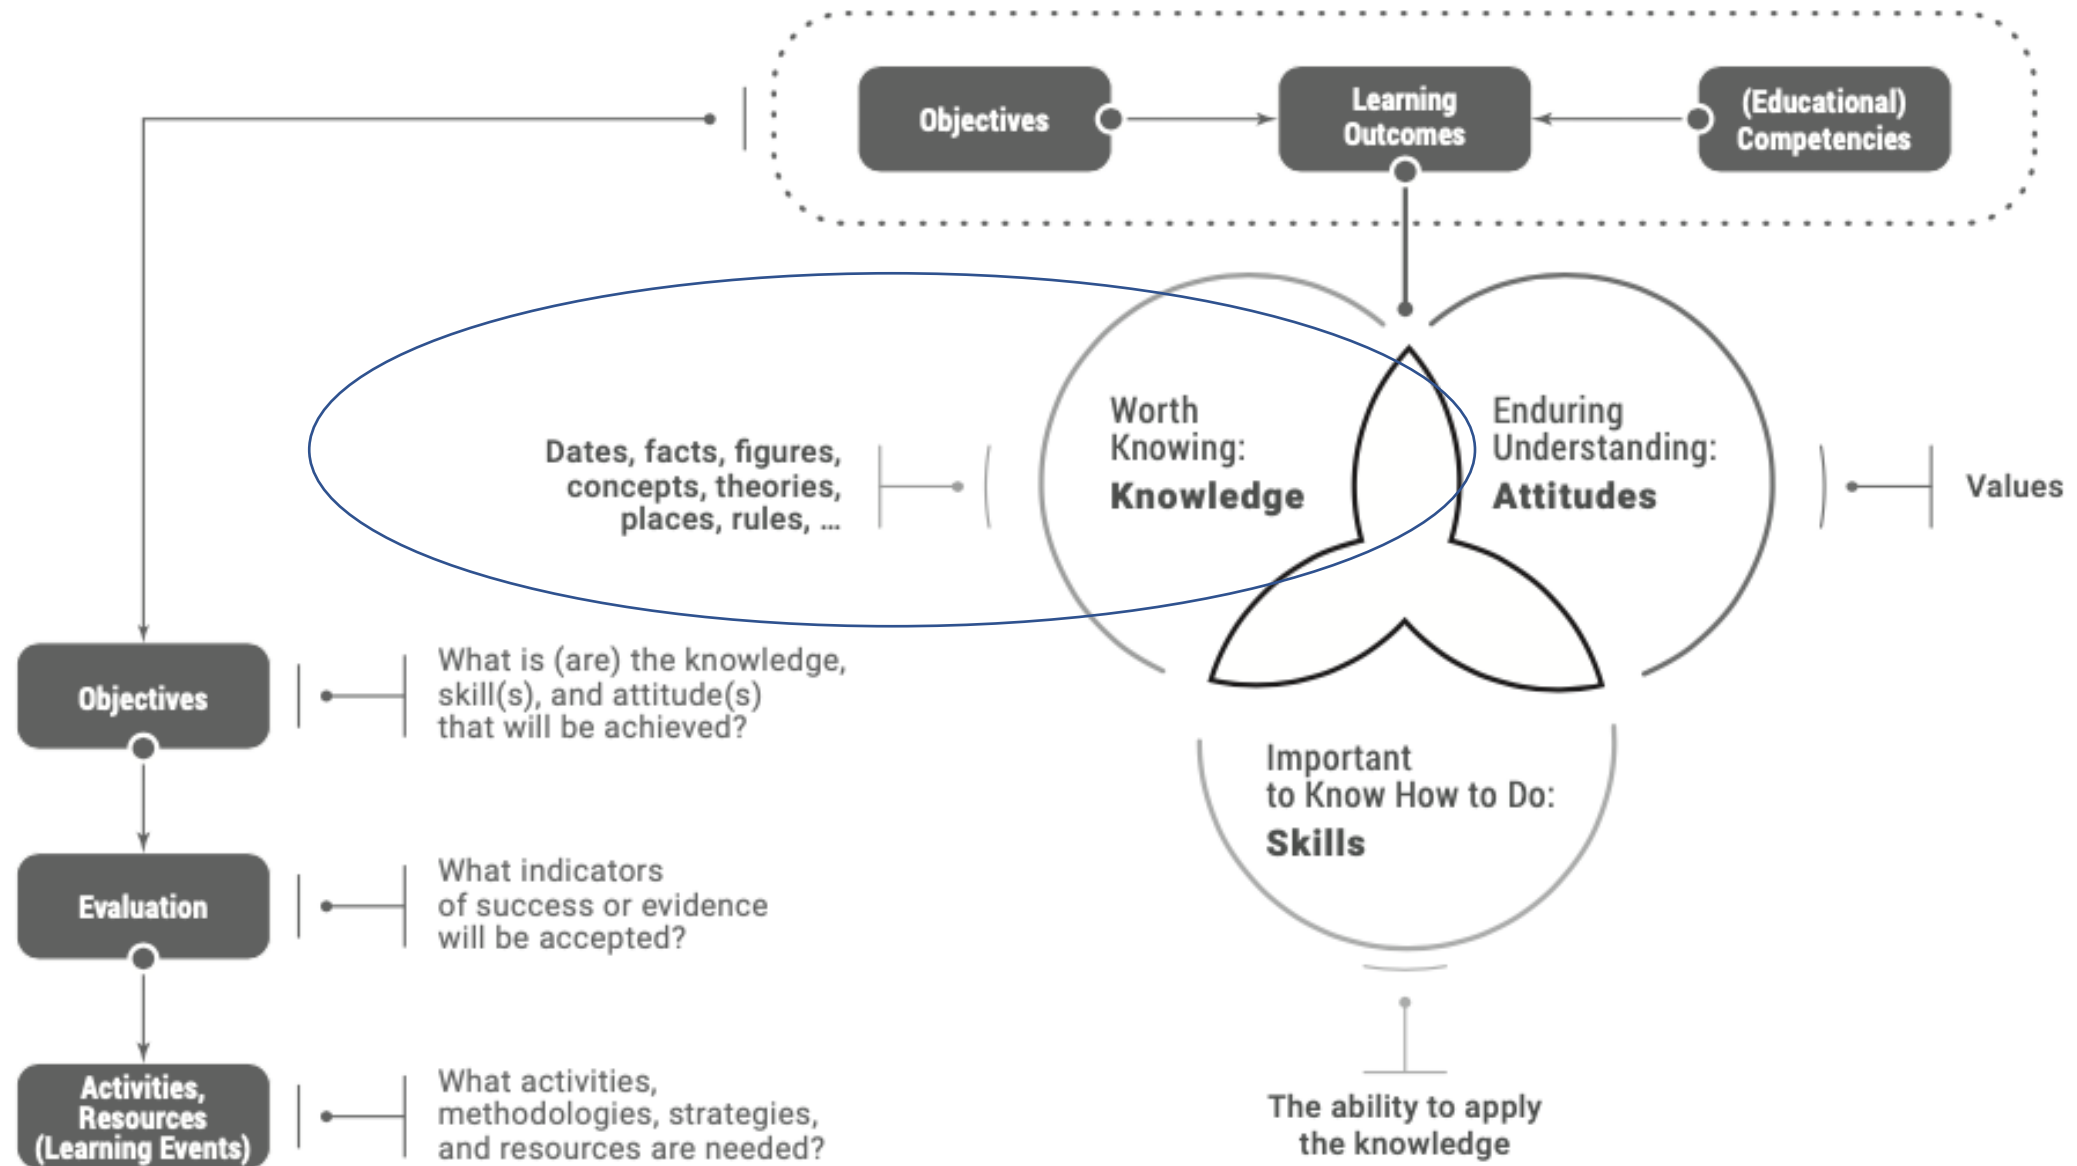 Objectives
Learning
Outcomes
(Educational)
Competencies
Worth
Knowing:
Knowledge
Enduring
Understanding:
Attitudes
Values
Dates, facts, figures,
concepts, theories,
places, rules, ...
Important
to Know How to Do:
Skills
The ability to apply
the knowledge
Objectives
What is (are) the knowledge,
skill(s), and attitude(s)
that will be achieved?
Evaluation
What indicators
of success or evidence
will be accepted?
Activities,
Resources
(Learning Events)
What activities,
methodologies, strategies,
and resources are needed?